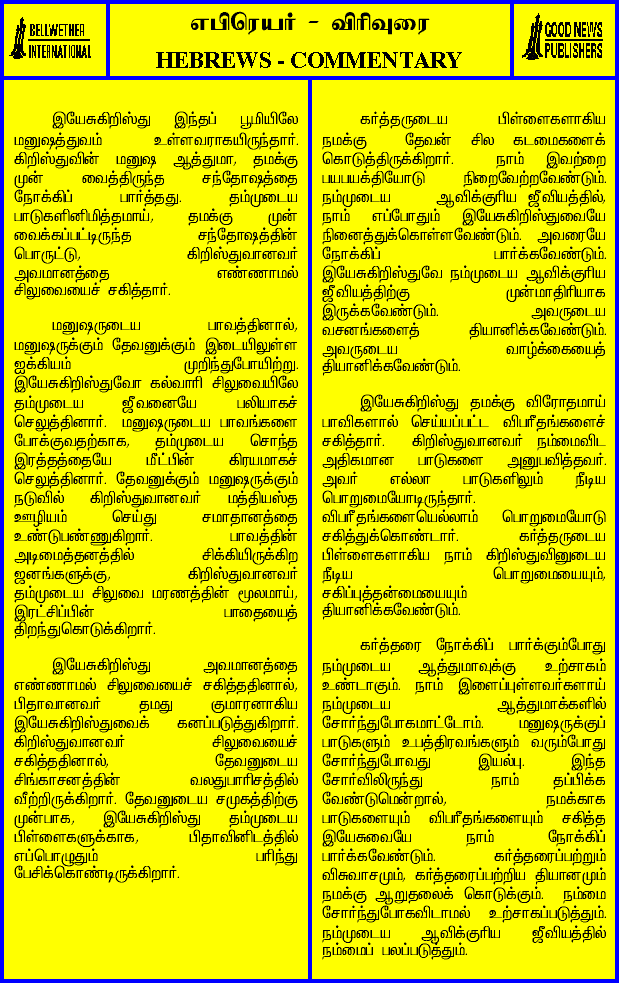 BELLWETHER
INTERNATIONAL
எபிரெயர் - விரிவுரை
HEBREWS - COMMENTARY
GOOD NEWS
PUBLISHERS
இயேசுகிறிஸ்து இந்தப் பூமியிலே
மனுஷத்துவம் உள்ளவராகயிருந்தார்.
கிறிஸ்துவின் மனுஷ ஆத்துமா, தமக்கு
முன் வைத்திருந்த சந்தோஷத்தை
நோக்கிப் பார்த்தது. தம்முடைய
பாடுகளினிமித்தமாய், தமக்கு முன்
வைக்கப்பட்டிருந்த சந்தோஷத்தின்
பொருட்டு, கிறிஸ்துவானவர்
அவமானத்தை எண்ணாமல்
சிலுவையைச் சகித்தார்.
மனுஷருடைய பாவத்தினால்,
மனுஷருக்கும் தேவனுக்கும் இடையிலுள்ள
ஐக்கியம் முறிந்துபோயிற்று.
இயேசுகிறிஸ்துவோ கல்வாரி சிலுவையிலே
தம்முடைய ஜீவனையே பலியாகச்
செலுத்தினார். மனுஷருடைய பாவங்களை
போக்குவதற்காக, தம்முடைய சொந்த
இரத்தத்தையே மீட்பின் கிரயமாகச்
செலுத்தினார். தேவனுக்கும் மனுஷருக்கும்
நடுவில் கிறிஸ்துவானவர் மத்தியஸ்த
ஊழியம் செய்து சமாதானத்தை
உண்டுபண்ணுகிறார். பாவத்தின்
அடிமைத்தனத்தில் சிக்கியிருக்கிற
ஜனங்களுக்கு, கிறிஸ்துவானவர்
தம்முடைய சிலுவை மரணத்தின் மூலமாய்,
இரட்சிப்பின் பாதையைத்
திறந்துகொடுக்கிறார்.
இயேசுகிறிஸ்து அவமானத்தை
எண்ணாமல் சிலுவையைச் சகித்ததினால்,
பிதாவானவர் தமது குமாரனாகிய
இயேசுகிறிஸ்துவைக் கனப்படுத்துகிறார்.
கிறிஸ்துவானவர் சிலுவையைச்
சகித்ததினால், தேவனுடைய
சிங்காசனத்தின் வலதுபாரிசத்தில்
வீற்றிருக்கிறார். தேவனுடைய சமுகத்திற்கு
முன்பாக, இயேசுகிறிஸ்து தம்முடைய
பிள்ளைகளுக்காக, பிதாவினிடத்தில்
எப்பொழுதும் பரிந்து
பேசிக்கொண்டிருக்கிறார்.
கர்த்தருடைய பிள்ளைகளாகிய
நமக்கு தேவன் சில கடமைகளைக்
கொடுத்திருக்கிறார். நாம் இவற்றை
பயபக்தியோடு நிறைவேற்றவேண்டும்.
நம்முடைய ஆவிக்குரிய ஜீவியத்தில்,
நாம் எப்போதும் இயேசுகிறிஸ்துவையே
நினைத்துக்கொள்ளவேண்டும். அவரையே
நோக்கிப் பார்க்கவேண்டும்.
இயேசுகிறிஸ்துவே நம்முடைய ஆவிக்குரிய
ஜீவியத்திற்கு முன்மாதிரியாக
இருக்கவேண்டும். அவருடைய
வசனங்களைத் தியானிக்கவேண்டும்.
அவருடைய வாழ்க்கையைத்
தியானிக்கவேண்டும்.
இயேசுகிறிஸ்து தமக்கு விரோதமாய்
பாவிகளால் செய்யப்பட்ட விபரீதங்களைச்
சகித்தார். கிறிஸ்துவானவர் நம்மைவிட
அதிகமான பாடுகளை அனுபவித்தவர்.
அவர் எல்லா பாடுகளிலும் நீடிய
பொறுமையோடிருந்தார்.
விபரீதங்களையெல்லாம் பொறுமையோடு
சகித்துக்கொண்டார். கர்த்தருடைய
பிள்ளைகளாகிய நாம் கிறிஸ்துவினுடைய
நீடிய பொறுமையையும்,
சகிப்புத்தன்மையையும்
தியானிக்கவேண்டும்.
கர்த்தரை நோக்கிப் பார்க்கும்போது
நம்முடைய ஆத்துமாவுக்கு உற்சாகம்
உண்டாகும். நாம் இளைப்புள்ளவர்களாய்
நம்முடைய ஆத்துமாக்களில்
சோர்ந்துபோகமாட்டோம். மனுஷருக்குப்
பாடுகளும் உபத்திரவங்களும் வரும்போது
சோர்ந்துபோவது இயல்பு. இந்த
சோர்விலிருந்து நாம் தப்பிக்க
வேண்டுமென்றால், நமக்காக
பாடுகளையும் விபரீதங்களையும் சகித்த
இயேசுவையே நாம் நோக்கிப்
பார்க்கவேண்டும். கர்த்தரைப்பற்றும்
விசுவாசமும், கர்த்தரைப்பற்றிய தியானமும்
நமக்கு ஆறுதலைக் கொடுக்கும். நம்மை
சோர்ந்துபோகவிடாமல் உற்சாகப்படுத்தும்.
நம்முடைய ஆவிக்குரிய ஜீவியத்தில்
நம்மைப் பலப்படுத்தும்.